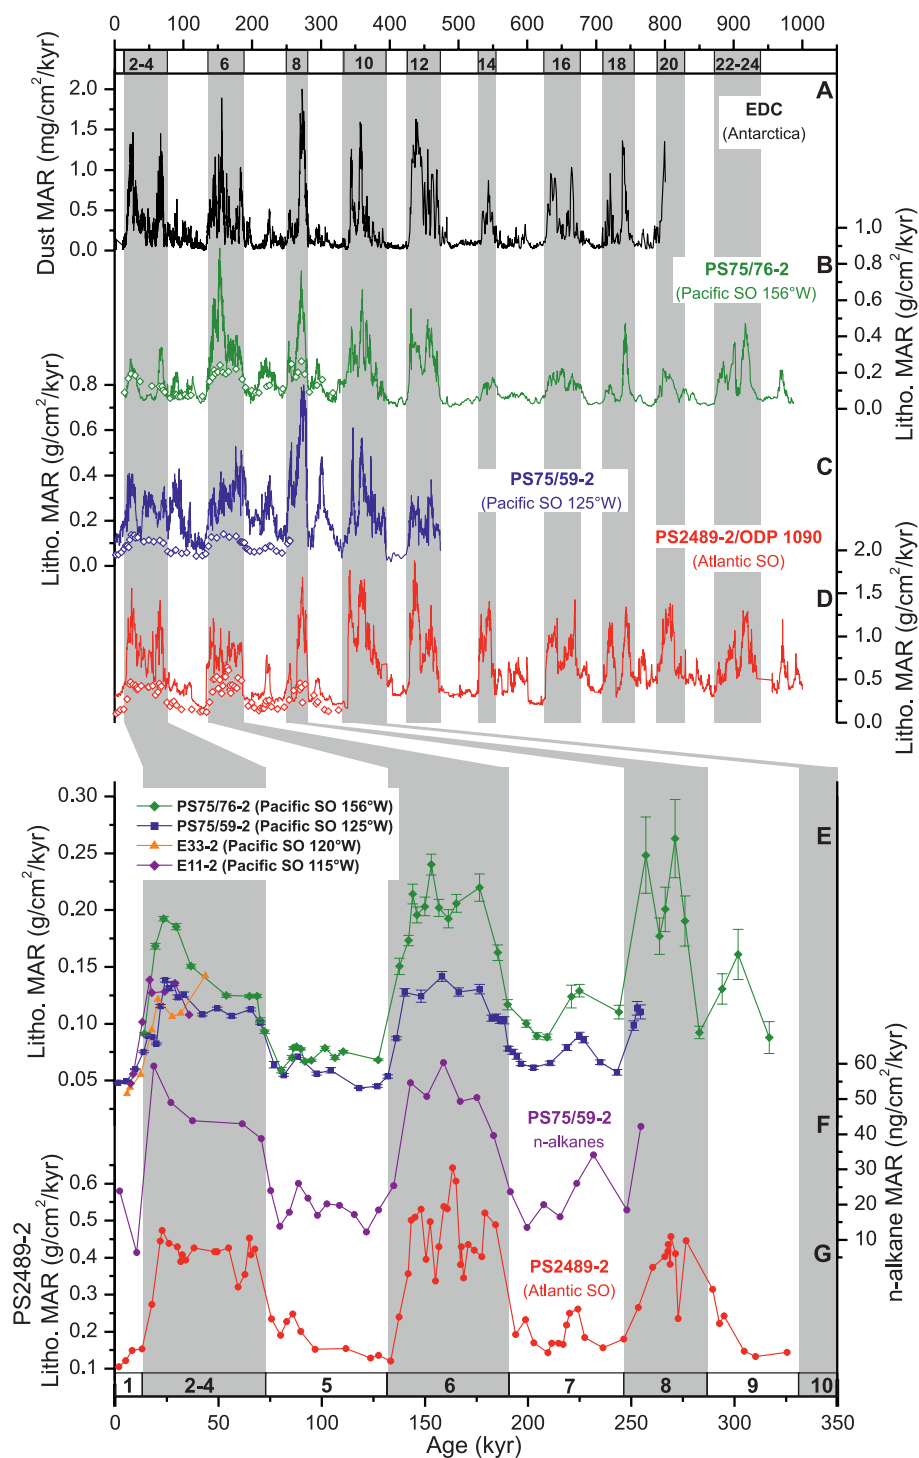 0 100 200 300 400 500 600 700 800 900 1000
2-4 6 8 10 12 14 16 18 20 22-24
A
2.0
1.5
1.0
0.5
0.0
Dust MAR (mg/cm²/kyr)
EDC
(Antarctica)
B
1.0
0.8
0.6
0.4
0.2
0.0
Litho. MAR (g/cm²/kyr)
PS75/76-2
(Pacific SO 156°W)
C
0.8
0.6
0.4
0.2
0.0
Litho. MAR (g/cm²/kyr)
PS75/59-2
(Pacific SO 125°W)
D
2.0
1.5
1.0
0.5
0.0
Litho. MAR (g/cm²/kyr)
PS2489-2/ODP 1090
(Atlantic SO)
E
0.30
0.25
0.20
0.15
0.10
0.05
Litho. MAR (g/cm²/kyr)
PS75/76-2 (Pacific SO 156°W)
PS75/59-2 (Pacific SO 125°W)
E33-2 (Pacific SO 120°W)
E11-2 (Pacific SO 115°W)
F
60
50
40
30
20
10
0
n-alkane MAR (ng/cm²/kyr)
PS75/59-2
n-alkanes
G
0.6
0.5
0.4
0.3
0.2
0.1
PS2489-2
Litho. MAR (g/cm²/kyr)
PS2489-2
(Atlantic SO)
1 2-4 5 6 7 8 9 10
0 50 100 150 200 250 300 350
Age (kyr)